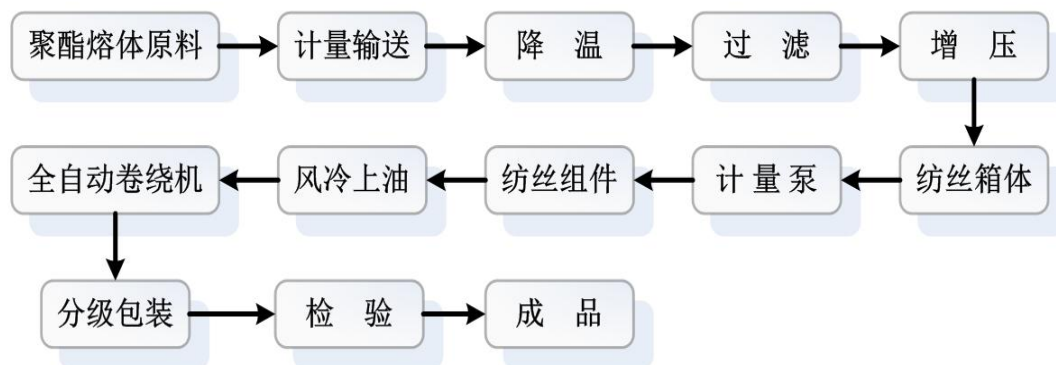 聚酯熔体原料
计量输送
降 温
过 滤
增 压
纺丝箱体
计量泵
纺丝组件
风冷上油
全自动卷绕机
分级包装
检 验
成 品